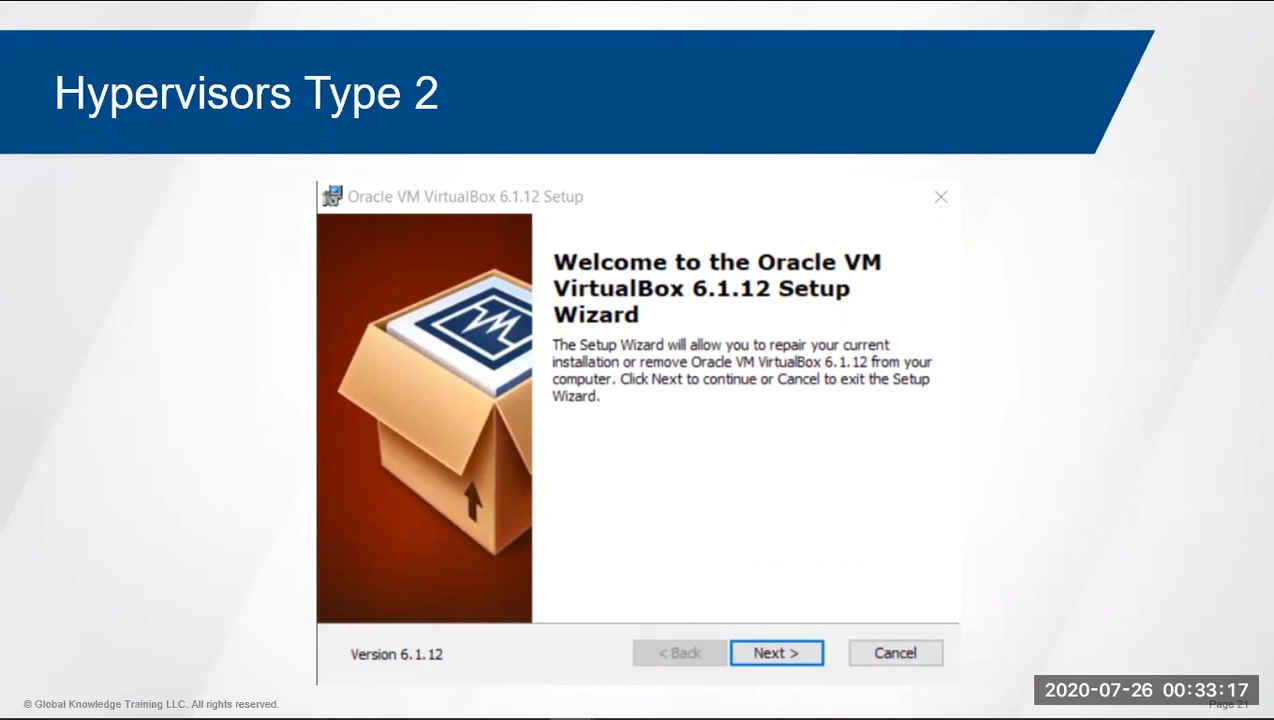 Hypervisors Type 2
Oracle VM VirtualBox 6.1.12 Setup
Welcome to the Oracle VM
VirtualBox 6.1.12 Setup
Wizard
The Setup Wizard will allow you to repair your current
installation or remove Oracle VM VirtualBox 6.1.12 from your
computer. Click Next to continue or Cancel to exit the Setup
Wizard.
Version 6.1.12
< Back
Next >
Cancel
2020-07-26 00:33:17
© Global Knowledge Training LLC. All rights reserved.
Page 21